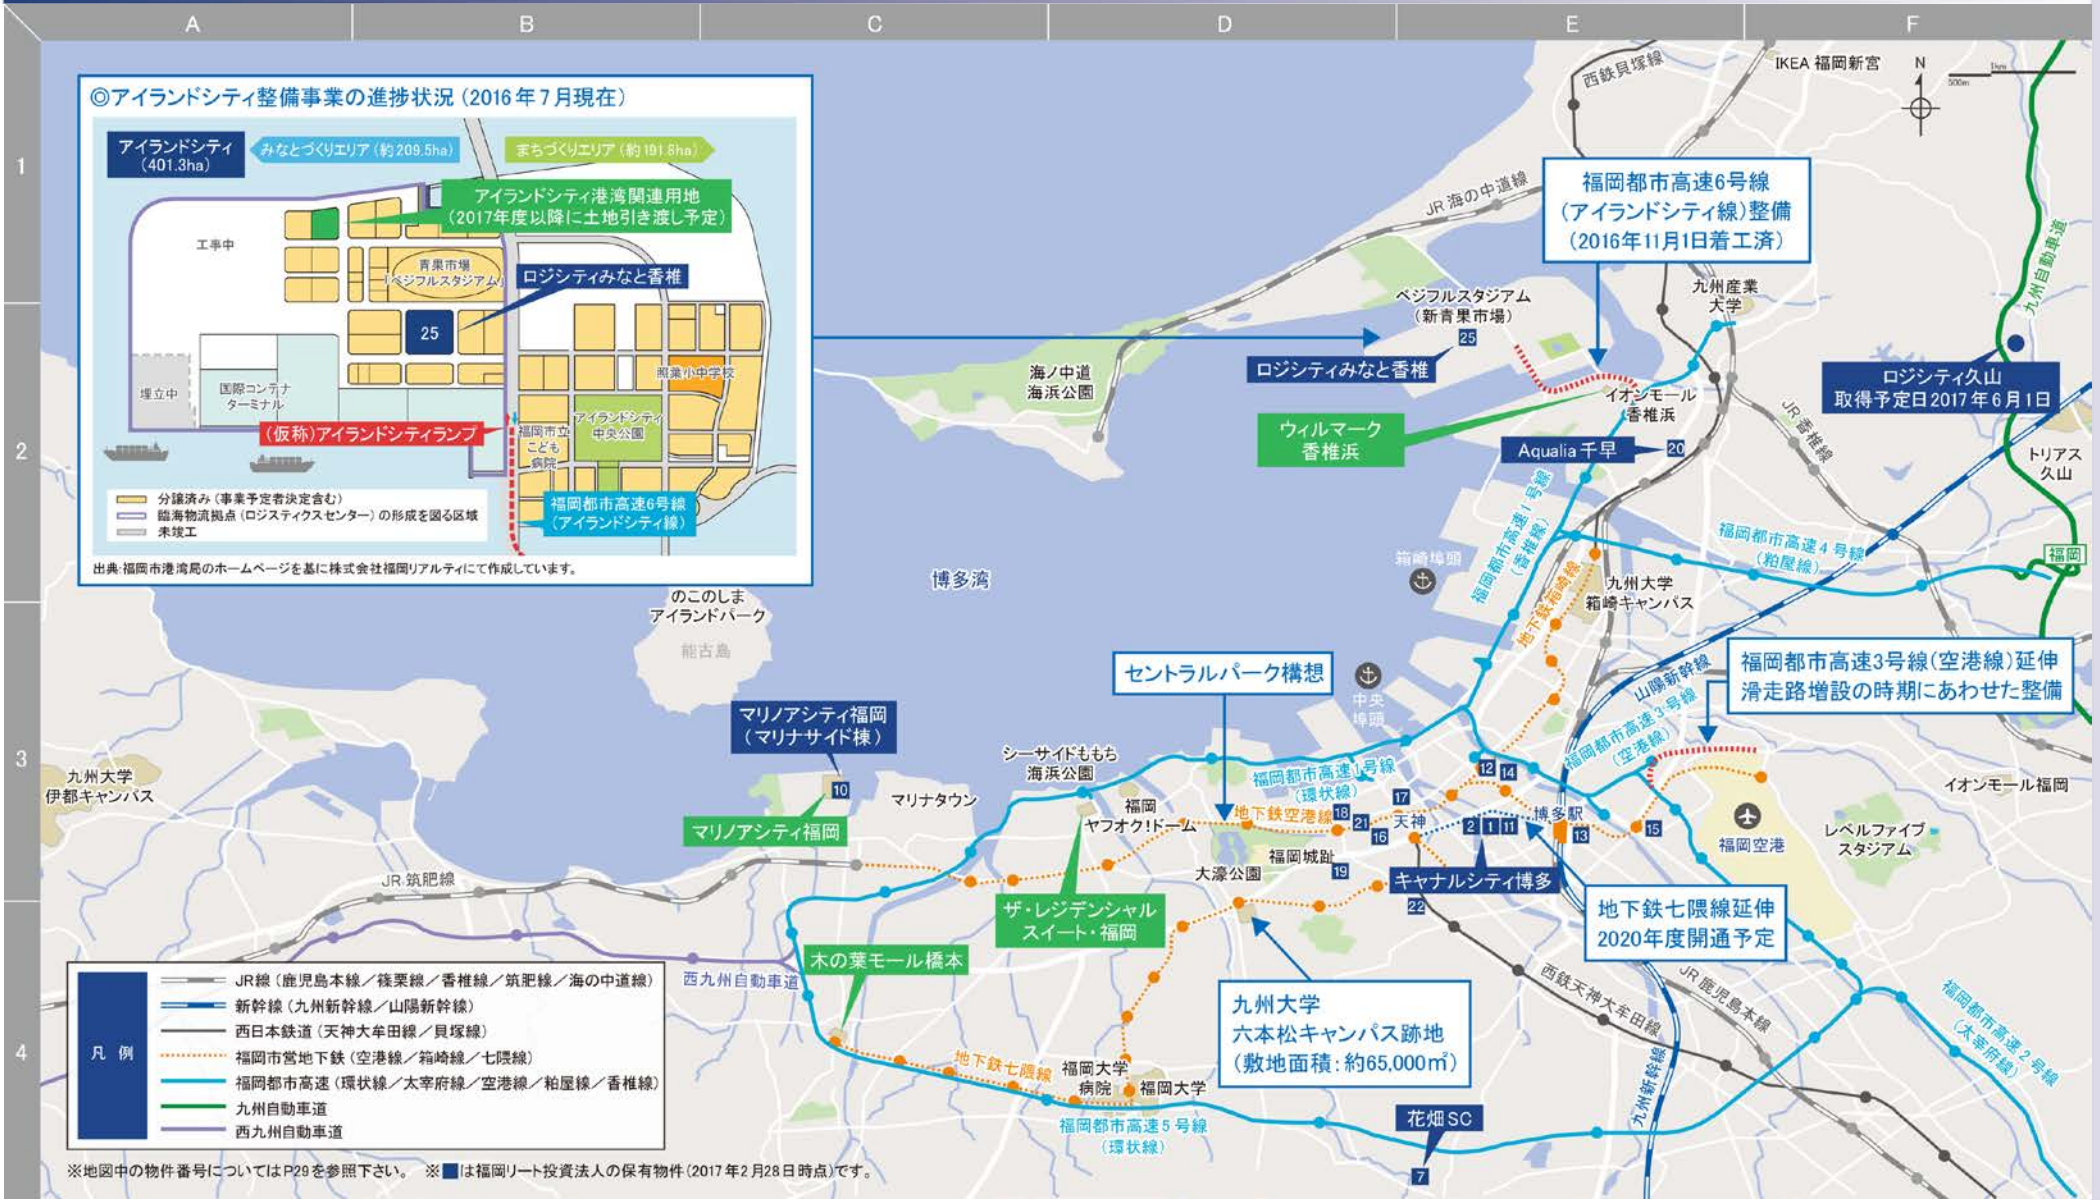 A
B
C
D
E
F
1
2
3
4
◎アイランドシティ整備事業の進捗状況(2016年7月現在)
アイランドシティ
(401.3ha)
みなとづくりエリア(約209.5ha)
まちづくりエリア(約191.8ha)
アイランドシティ港湾関連用地
(2017年度以降に土地引き渡し予定)
工事中
青果市場
「ベジフルスタジアム」
ロジシティみなと香椎
25
照葉小中学校
埋立中
国際コンテナ
ターミナル
アイランドシティ
中央公園
(仮称)アイランドシティランプ
福岡市立
こども
病院
福岡都市高速6号線
(アイランドシティ線)
分譲済み(事業予定者決定含む)
臨海物流拠点(ロジスティクスセンター)の形成を図る区域
未竣工
出典:福岡市港湾局のホームページを基に株式会社福岡リアルティにて作成しています。
西鉄貝塚線
IKEA 福岡新宮
N
500m
1km
JR海の中道線
福岡都市高速6号線
(アイランドシティ線)整備
(2016年11月1日着工済)
九州自動車道
九州産業
大学
ベジフルスタジアム
(新青果市場)
25
ロジシティみなと香椎
海ノ中道
海浜公園
イオンモール
香椎浜
ロジシティ久山
取得予定日2017年6月1日
JR香椎線
ウィルマーク
香椎浜
Aqualia千早
20
トリアス
久山
福岡都市高速1号線
(香椎線)
福岡都市高速4号線
(粕屋線)
福岡
箱崎埠頭
地下鉄箱崎線
九州大学
箱崎キャンパス
博多湾
のこのしま
アイランドパーク
能古島
セントラルパーク構想
中央
埠頭
山陽新幹線
福岡都市高速3号線(空港線)延伸
滑走路増設の時期にあわせた整備
福岡都市高速3号線
(空港線)
マリノアシティ福岡
(マリナサイド棟)
シーサイドももち
海浜公園
九州大学
伊都キャンパス
10
マリナタウン
福岡
ヤフオク!ドーム
福岡都市高速1号線
(環状線)
12
14
イオンモール福岡
マリノアシティ福岡
地下鉄空港線
18
21
17
天神
16
2
1
11
博多駅
13
15
福岡空港
レベルファイブ
スタジアム
JR筑肥線
大濠公園
福岡城趾
19
キャナルシティ博多
22
ザ・レジデンシャル
スイート・福岡
地下鉄七隈線延伸
2020年度開通予定
木の葉モール橋本
西九州自動車道
九州大学
六本松キャンパス跡地
(敷地面積:約65,000㎡)
西鉄天神大牟田線
JR鹿児島本線
福岡都市高速2号線
(太宰府線)
九州新幹線
地下鉄七隈線
福岡大学
病院
福岡大学
福岡都市高速5号線
(環状線)
花畑SC
7
凡例
JR線(鹿児島本線/篠栗線/香椎線/筑肥線/海の中道線)
新幹線(九州新幹線/山陽新幹線)
西日本鉄道(天神大牟田線/貝塚線)
福岡市営地下鉄(空港線/箱崎線/七隈線)
福岡都市高速(環状線/太宰府線/空港線/粕屋線/香椎線)
九州自動車道
西九州自動車道
※地図中の物件番号についてはP29を参照下さい。 ※■は福岡リート投資法人の保有物件(2017年2月28日時点)です。